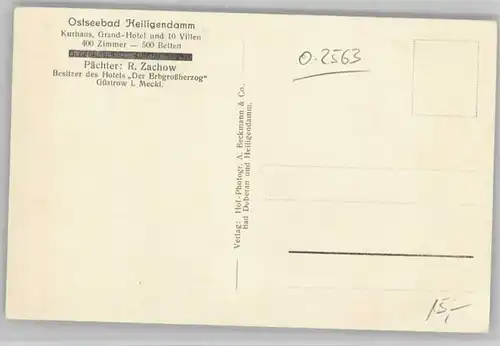 Ostseebad Heiligendamm
Kurhaus, Grand-Hotel und 10 Villen
400 Zimmer — 500 Betten
Pächter: R. Zachow
Besitzer des Hotels „Der Erbgroßherzog"
Güstrow i. Meckl.
0-2563
Verlag: Hof-Photogr. A. Beckmann & Co.,
Bad Doberan und Heiligendamm.
15,-